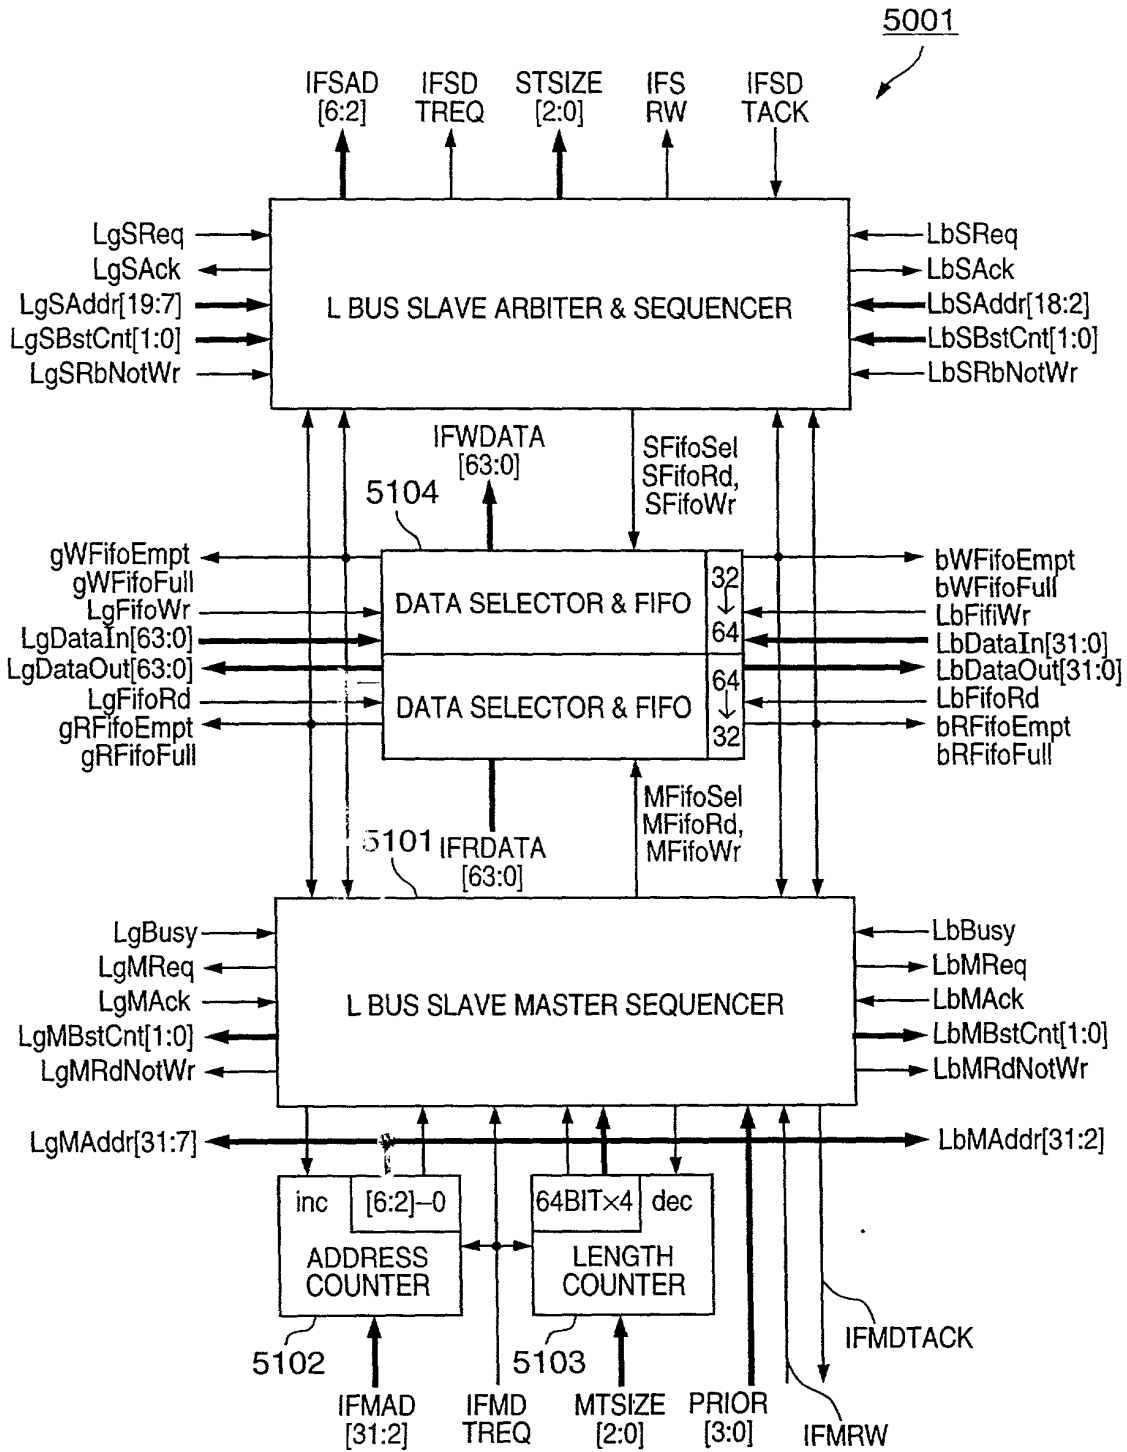 5001
IFSAD
[6:2]
IFSD
TREQ
STSIZE
[2:0]
IFS
RW
IFSD
TACK
LgSReq
LgSAck
LgSAddr[19:7]
LgSBstCnt[1:0]
LgSRbNotWr
L BUS SLAVE ARBITER & SEQUENCER
LbSReq
LbSAck
LbSAddr[18:2]
LbSBstCnt[1:0]
LbSRbNotWr
IFWDATA
[63:0]
SFifoSel
SFifoRd,
SFifoWr
5104
gWFifoEmpt
gWFifoFull
LgFifoWr
LgDataIn[63:0]
LgDataOut[63:0]
LgFifoRd
gRFifoEmpt
gRFifoFull
DATA SELECTOR & FIFO
32
64
DATA SELECTOR & FIFO
64
32
bWFifoEmpt
bWFifoFull
LbFifiWr
LbDataIn[31:0]
LbDataOut[31:0]
LbFifoRd
bRFifoEmpt
bRFifoFull
5101
IFRDATA
[63:0]
MFifoSel
MFifoRd,
MFifoWr
LgBusy
LgMReq
LgMAck
LgMBstCnt[1:0]
LgMRdNotWr
L BUS SLAVE MASTER SEQUENCER
LbBusy
LbMReq
LbMAck
LbMBstCnt[1:0]
LbMRdNotWr
LgMAddr[31:7]
LbMAddr[31:2]
inc
[6:2]–0
ADDRESS
COUNTER
64BIT×4
dec
LENGTH
COUNTER
5102
5103
IFMAD
[31:2]
IFMD
TREQ
MTSIZE
[2:0]
PRIOR
[3:0]
IFMDTACK
IFMRW